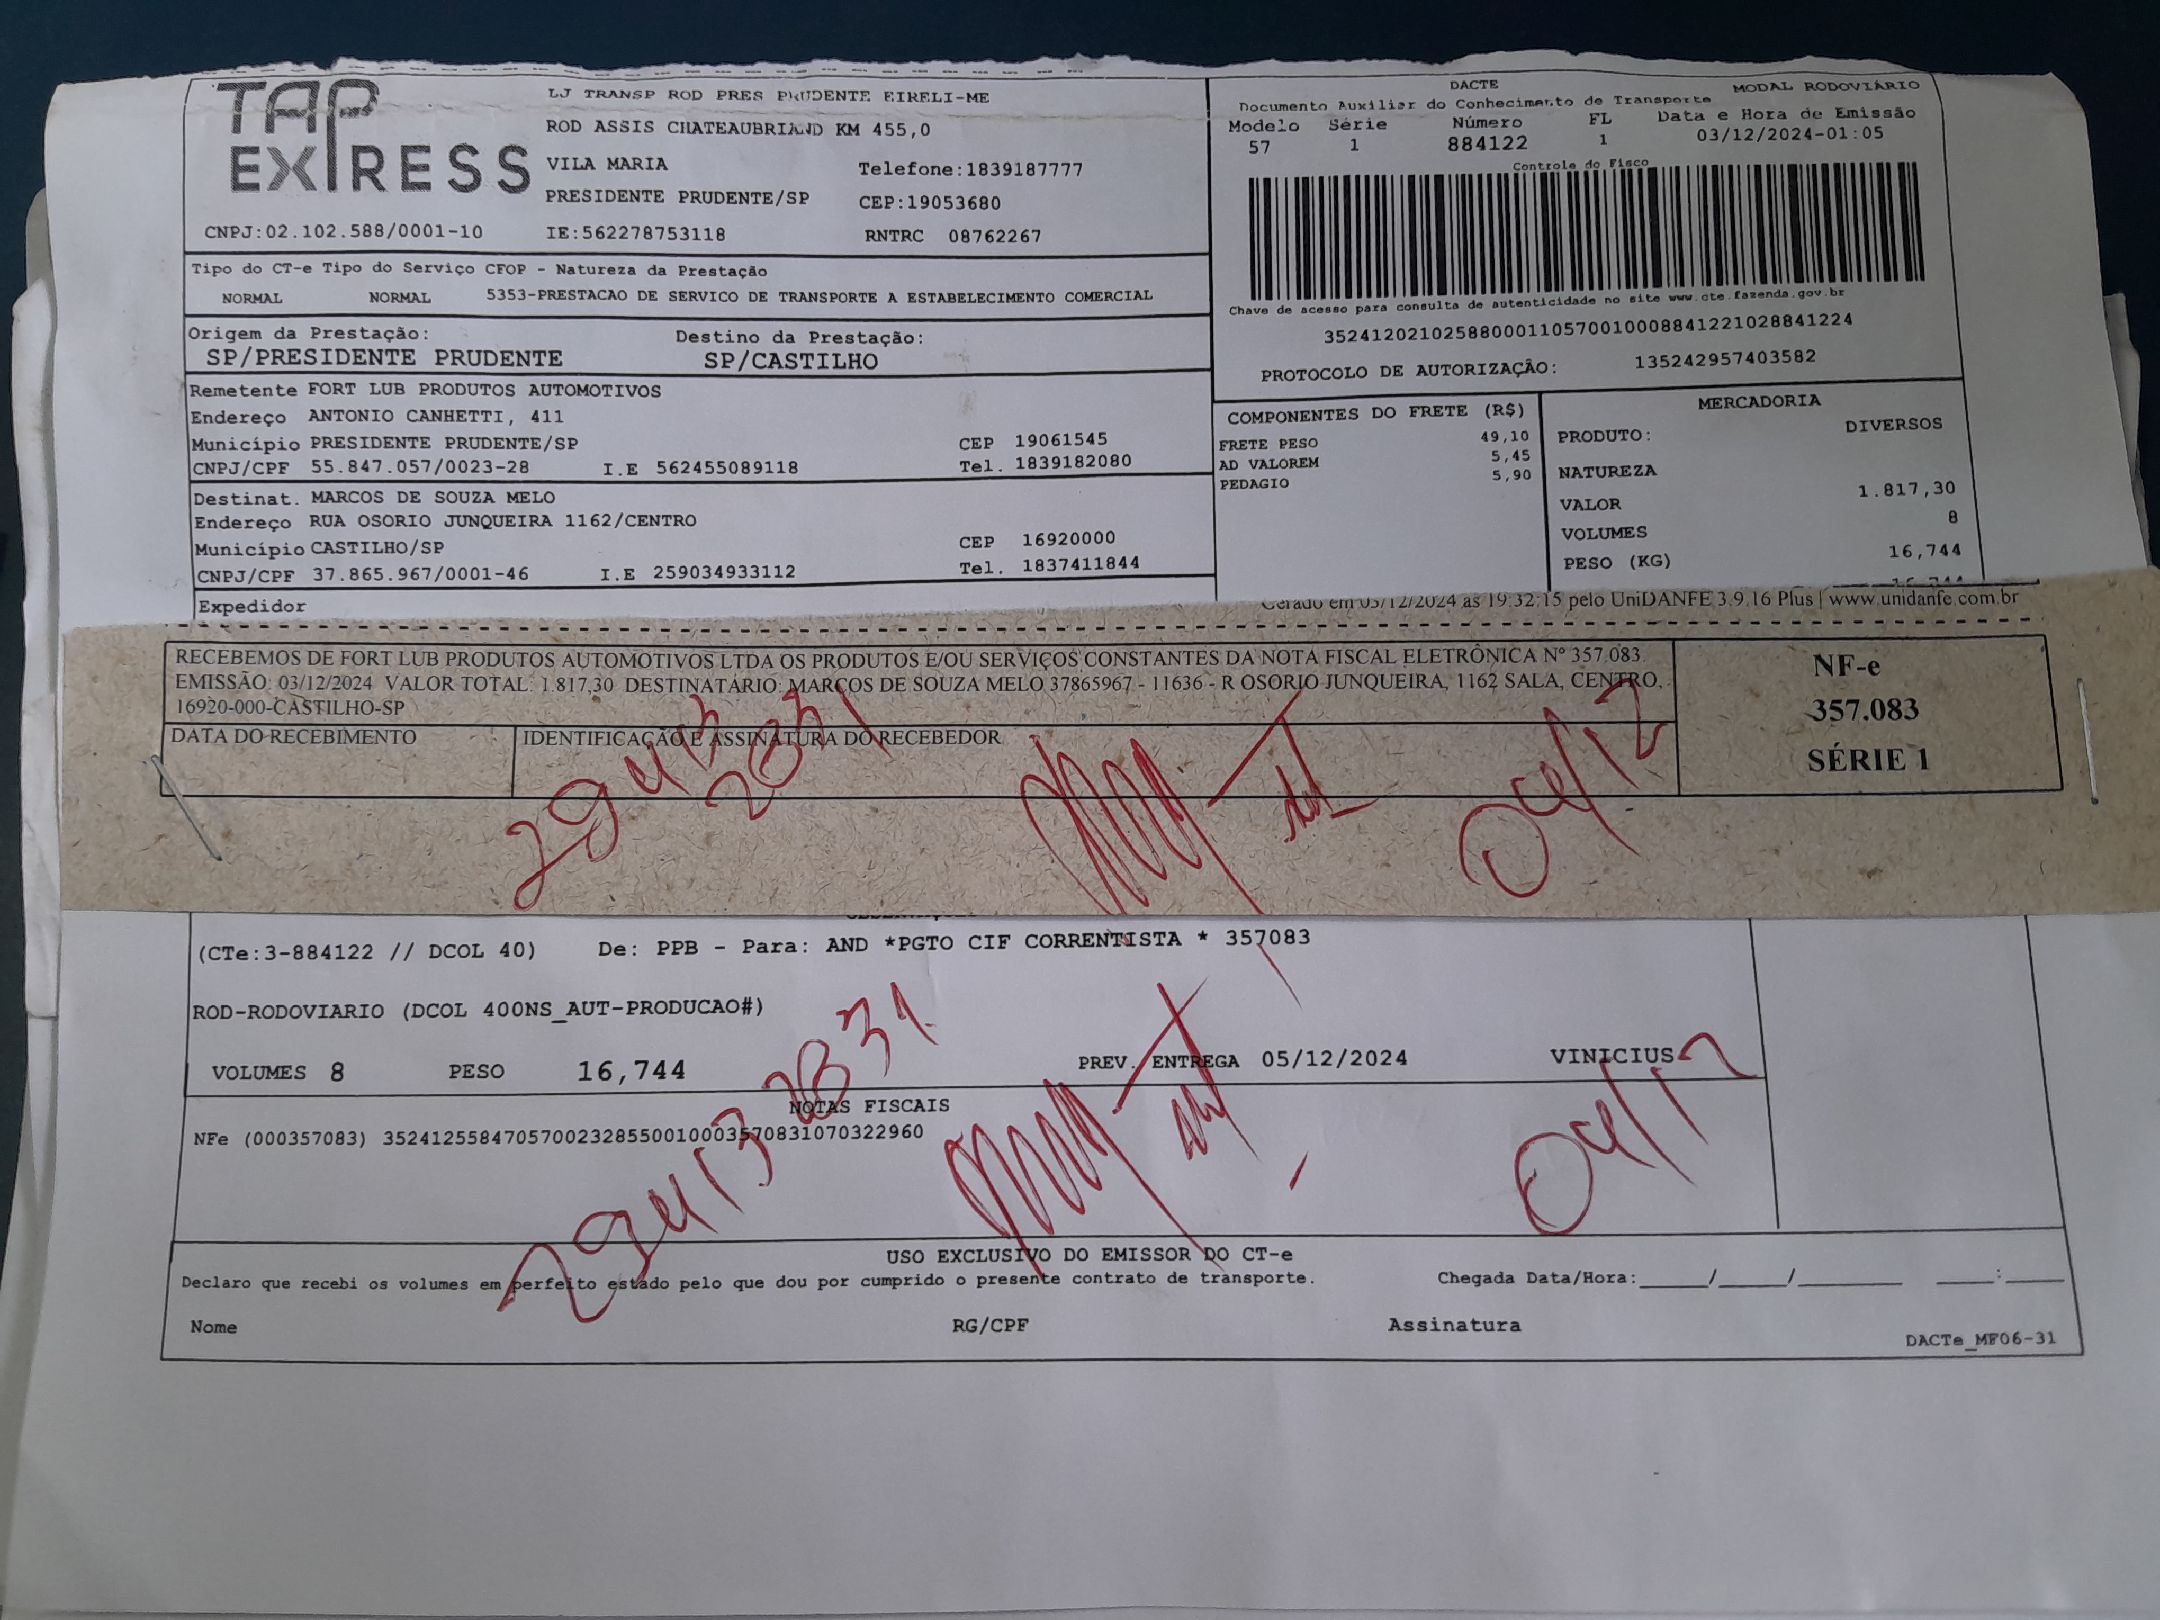 TAP EXPRESS
LJ TRANSP ROD PRES PRUDENTE EIRELI-ME
ROD ASSIS CHATEAUBRIAND KM 455,0
VILA MARIA Telefone:1839187777
PRESIDENTE PRUDENTE/SP CEP:19053680
CNPJ:02.102.588/0001-10 IE:562278753118 RNTRC 08762267
DACTE MODAL RODOVIÁRIO
Documento Auxiliar do Conhecimento de Transporte
Modelo Série Número FL Data e Hora de Emissão
57 1 884122 1 03/12/2024-01:05
Controle do Fisco
Chave de acesso para consulta de autenticidade no site www.cte.fazenda.gov.br
35241202102588000110570010008841221028841224
PROTOCOLO DE AUTORIZAÇÃO: 135242957403582
Tipo do CT-e Tipo do Serviço CFOP - Natureza da Prestação
NORMAL NORMAL 5353-PRESTACAO DE SERVICO DE TRANSPORTE A ESTABELECIMENTO COMERCIAL
Origem da Prestação: Destino da Prestação:
SP/PRESIDENTE PRUDENTE SP/CASTILHO
Remetente FORT LUB PRODUTOS AUTOMOTIVOS
Endereço ANTONIO CANHETTI, 411
Município PRESIDENTE PRUDENTE/SP CEP 19061545
CNPJ/CPF 55.847.057/0023-28 I.E 562455089118 Tel. 1839182080
Destinat. MARCOS DE SOUZA MELO
Endereço RUA OSORIO JUNQUEIRA 1162/CENTRO
Município CASTILHO/SP CEP 16920000
CNPJ/CPF 37.865.967/0001-46 I.E 259034933112 Tel. 1837411844
Expedidor
COMPONENTES DO FRETE (R$)
FRETE PESO 49,10
AD VALOREM 5,45
PEDAGIO 5,90
MERCADORIA
PRODUTO: DIVERSOS
NATUREZA
VALOR 1.817,30
VOLUMES 8
PESO (KG) 16,744
16,744
Gerado em 03/12/2024 as 19:32:15 pelo UniDANFE 3.9.16 Plus | www.unidanfe.com.br
RECEBEMOS DE FORT LUB PRODUTOS AUTOMOTIVOS LTDA OS PRODUTOS E/OU SERVIÇOS CONSTANTES DA NOTA FISCAL ELETRÔNICA Nº 357.083.
EMISSÃO: 03/12/2024 VALOR TOTAL: 1.817,30 DESTINATÁRIO: MARCOS DE SOUZA MELO 37865967 - 11636 - R OSORIO JUNQUEIRA, 1162 SALA, CENTRO,
16920-000-CASTILHO-SP
DATA DO RECEBIMENTO IDENTIFICAÇÃO E ASSINATURA DO RECEBEDOR
NF-e
357.083
SÉRIE 1
29413 2031 04/12
(CTe:3-884122 // DCOL 40) De: PPB - Para: AND *PGTO CIF CORRENTISTA * 357083
ROD-RODOVIARIO (DCOL 400NS_AUT-PRODUCAO#)
VOLUMES 8 PESO 16,744 PREV. ENTREGA 05/12/2024 VINICIUS
NOTAS FISCAIS
NFe (000357083) 35241255847057002328550010003570831070322960
04/12
USO EXCLUSIVO DO EMISSOR DO CT-e
Declaro que recebi os volumes em perfeito estado pelo que dou por cumprido o presente contrato de transporte. Chegada Data/Hora:_____/_____/_________ _____:_____
Nome RG/CPF Assinatura
DACTe_MF06-31